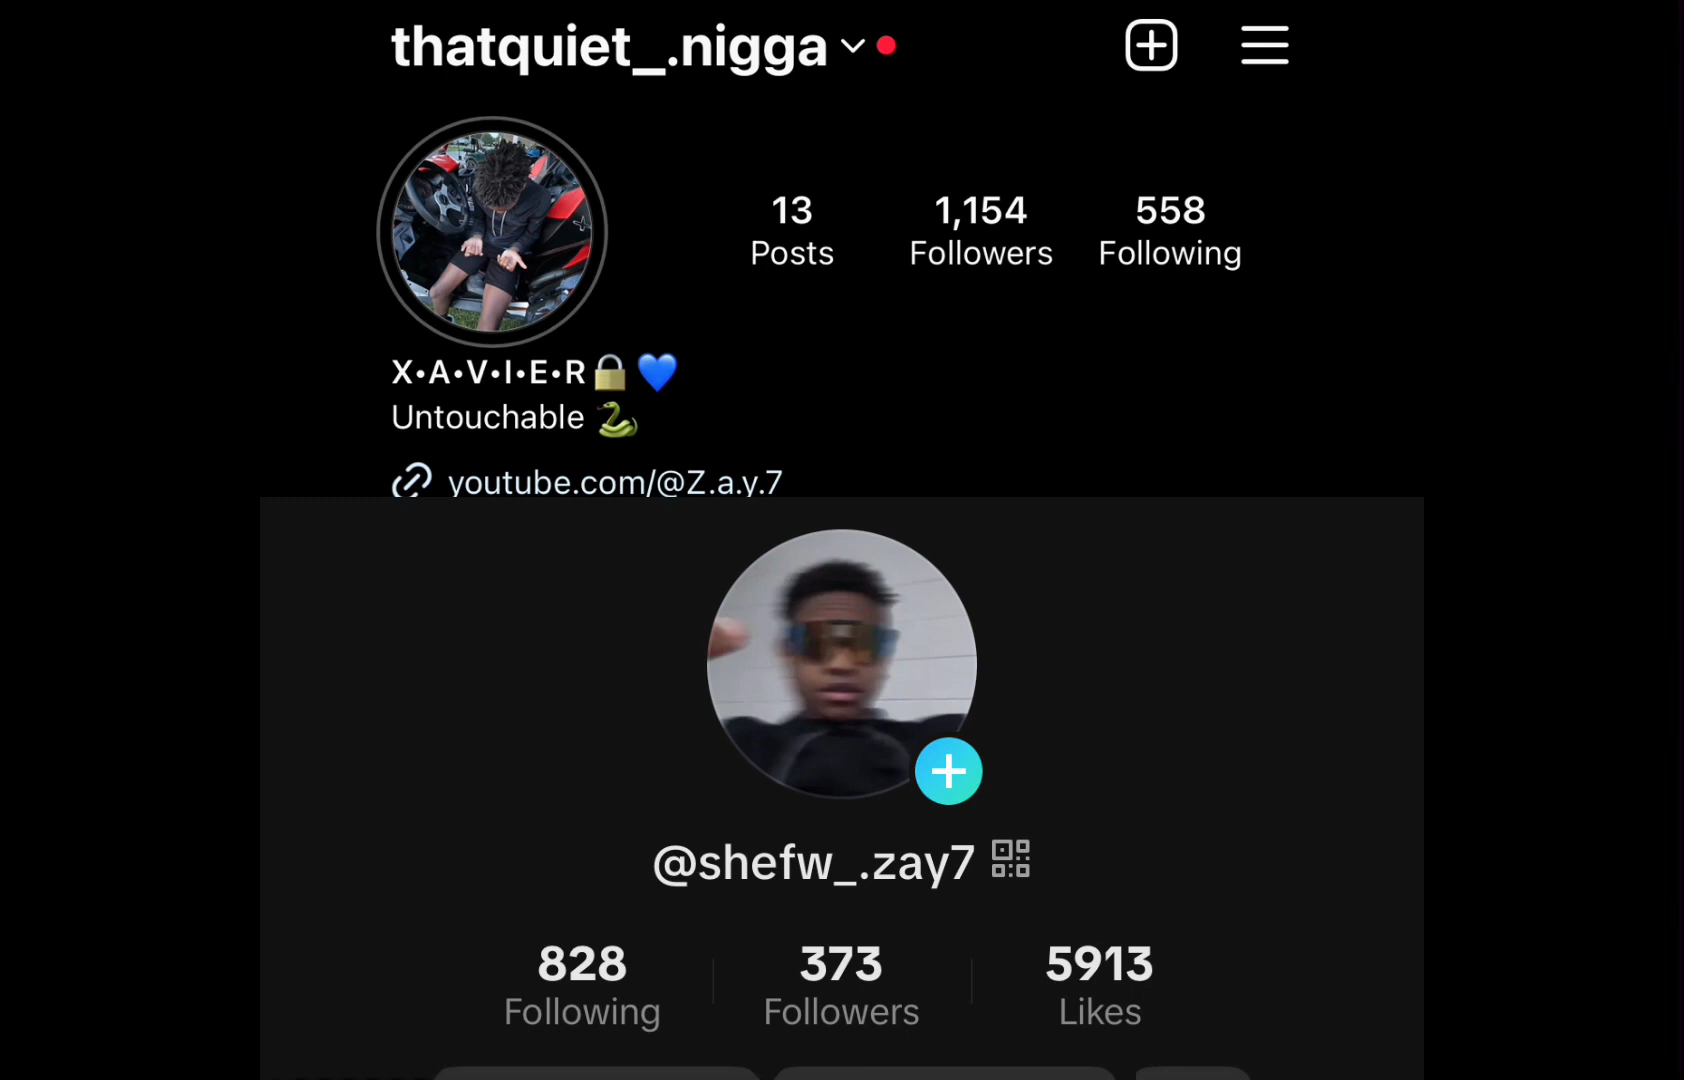 thatquiet_.nigga
13 1,154 558
Posts Followers Following
X•A•V•I•E•R🔒💙
Untouchable 🐍
youtube.com/@Z.a.y.7
@shefw_.zay7
828 373 5913
Following Followers Likes